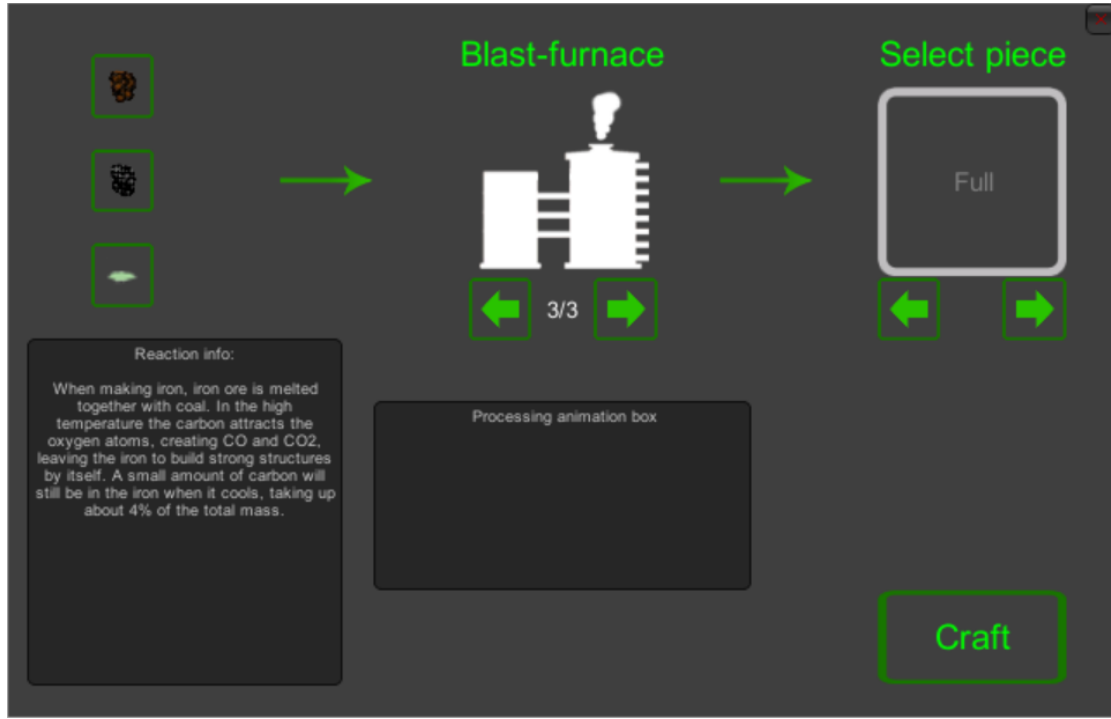 Blast-furnace
Select piece
Full
3/3
Reaction info:
When making iron, iron ore is melted
together with coal. In the high
temperature the carbon attracts the
oxygen atoms, creating CO and CO2,
leaving the iron to build strong structures
by itself. A small amount of carbon will
still be in the iron when it cools, taking up
about 4% of the total mass.
Processing animation box
Craft